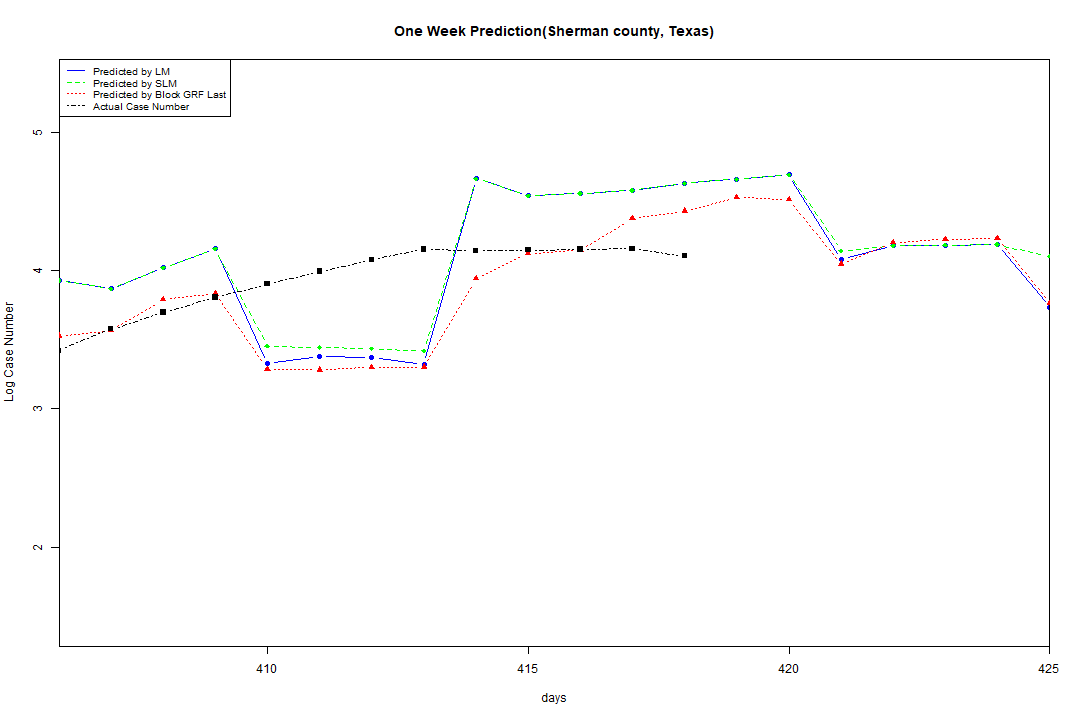 One Week Prediction(Sherman county, Texas)
Predicted by LM
Predicted by SLM
Predicted by Block GRF Last
Actual Case Number
5
4
3
2
Log Case Number
410 415 420 425
days